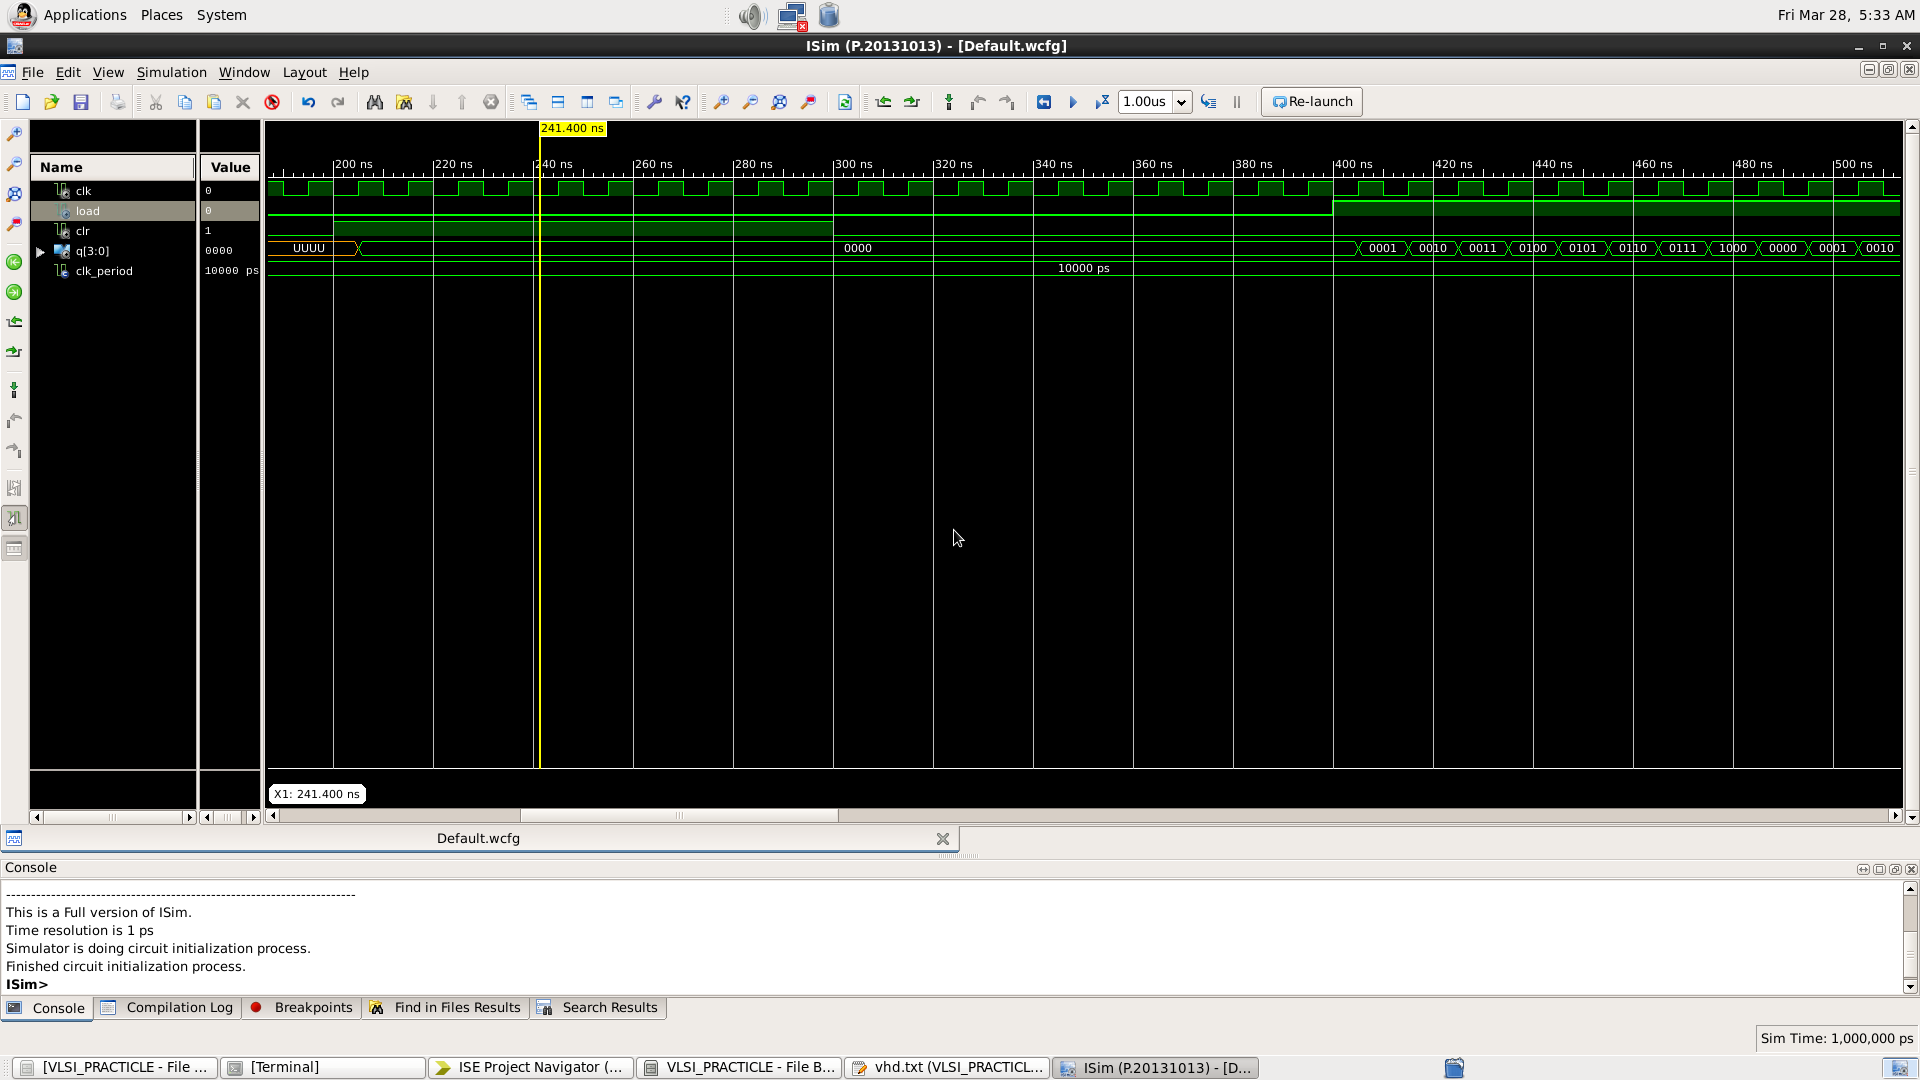 Applications Places System Fri Mar 28, 5:33 AM
ISim (P.20131013) - [Default.wcfg]
File Edit View Simulation Window Layout Help
1.00us Re-launch
241.400 ns
Name Value
200 ns 220 ns 240 ns 260 ns 280 ns 300 ns 320 ns 340 ns 360 ns 380 ns 400 ns 420 ns 440 ns 460 ns 480 ns 500 ns
clk 0
load 0
clr 1
q[3:0] 0000 UUUU 0000 0001 0010 0011 0100 0101 0110 0111 1000 0000 0001 0010
clk_period 10000 ps 10000 ps
X1: 241.400 ns
Default.wcfg
Console
--------------------------------------------------------------------
This is a Full version of ISim.
Time resolution is 1 ps
Simulator is doing circuit initialization process.
Finished circuit initialization process.
ISim>
Console Compilation Log Breakpoints Find in Files Results Search Results
Sim Time: 1,000,000 ps
[VLSI_PRACTICLE - File ... [Terminal] ISE Project Navigator (... VLSI_PRACTICLE - File B... vhd.txt (VLSI_PRACTICL... ISim (P.20131013) - [D...